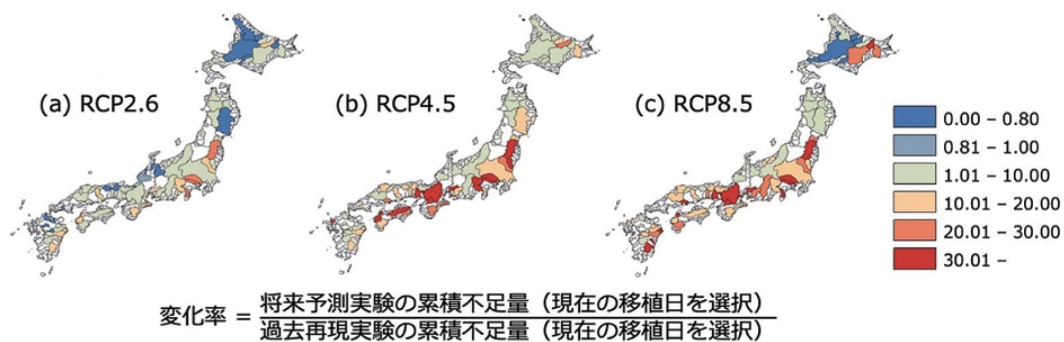 (a) RCP2.6
(b) RCP4.5
(c) RCP8.5
0.00 – 0.80
0.81 – 1.00
1.01 – 10.00
10.01 – 20.00
20.01 – 30.00
30.01 –
変化率 = 将来予測実験の累積不足量（現在の移植日を選択）
過去再現実験の累積不足量（現在の移植日を選択）